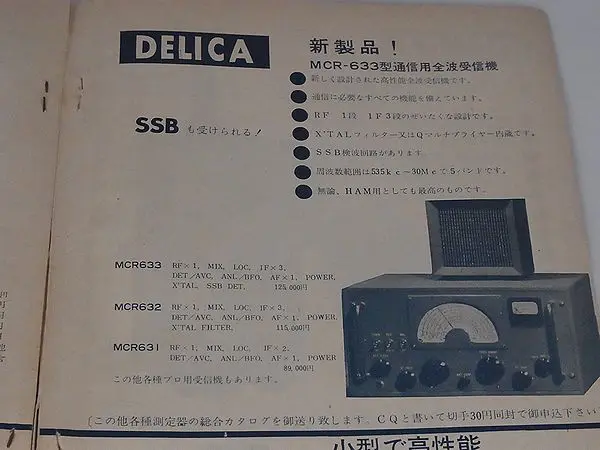 DELICA
新製品！
MCR-633型通信用全波受信機
SSBも受けられる！
新しく設計された高性能全波受信機です。
通信に必要なすべての機能を備えています。
RF 1段 IF3段のぜいたくな設計です。
X'TALフィルター又はQマルチプライヤー内蔵です。
SSB検波回路があります
周波数範囲は535kc～30Mcで5バンドです。
無論、HAM用としても最高のものです。
MCR633 RF×1, MIX, LOC, IF×3,
DET/AVC, ANL/BFO, AF×1, POWER,
X'TAL, SSB DET, 125,000円
MCR632 RF×1, MIX, LOC, IF×3,
DET/AVC, ANL/BFO, AF×1, POWER,
X'TAL FILTER, 115,000円
MCR631 RF×1, MIX, LOC, IF×2,
DET/AVC, ANL/BFO, AF×1, POWER
89,000円
この他各種プロ用受信機もあります。
〔この他各種測定器の総合カタログを御送り致します。CQと書いて切手30円同封で御申込下さい
小型で高性能